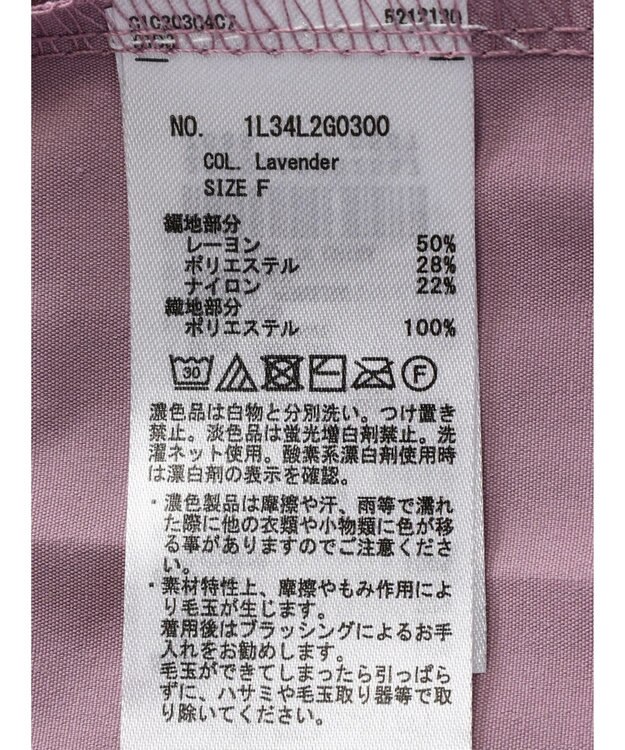 NO. 1L34L2G0300
COL. Lavender
SIZE F
編地部分
レーヨン 50%
ポリエステル 28%
ナイロン 22%
織地部分
ポリエステル 100%
30 F
濃色品は白物と分別洗い。つけ置き
禁止。淡色品は蛍光増白剤禁止。洗
濯ネット使用。酸素系漂白剤使用時
は漂白剤の表示を確認。
・濃色製品は摩擦や汗、雨等で濡れ
た際に他の衣類や小物類に色が移
る事がありますのでご注意くださ
い。
・素材特性上、摩擦やもみ作用によ
り毛玉が生じます。
着用後はブラッシングによるお手
入れをお勧めします。
毛玉ができてしまったら引っぱら
ずに、ハサミや毛玉取り器等で取
り除いてください。